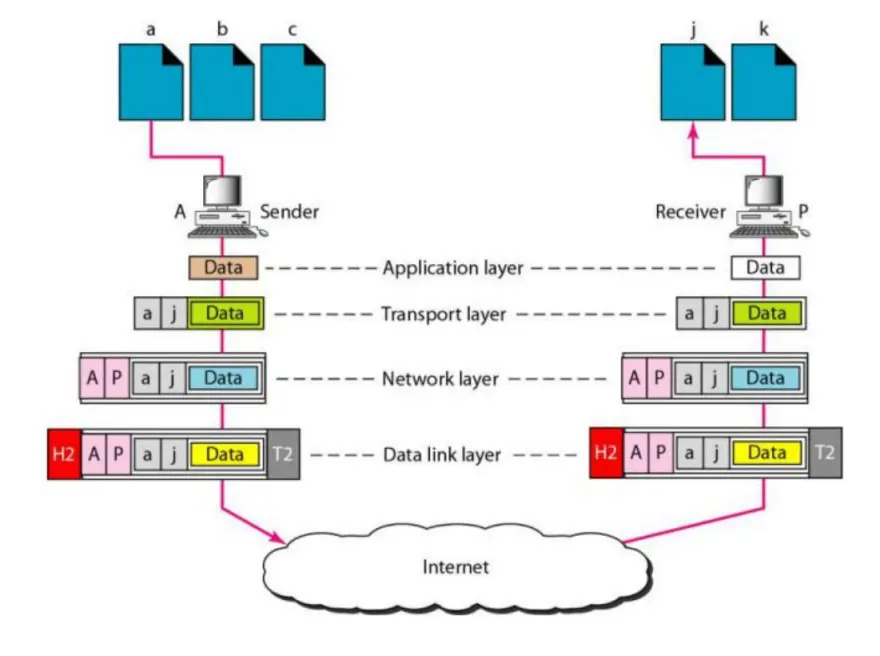 a b c j k
A Sender Receiver P
Data Application layer Data
a j Data Transport layer a j Data
A P a j Data Network layer A P a j Data
H2 A P a j Data T2 Data link layer H2 A P a j Data T2
Internet